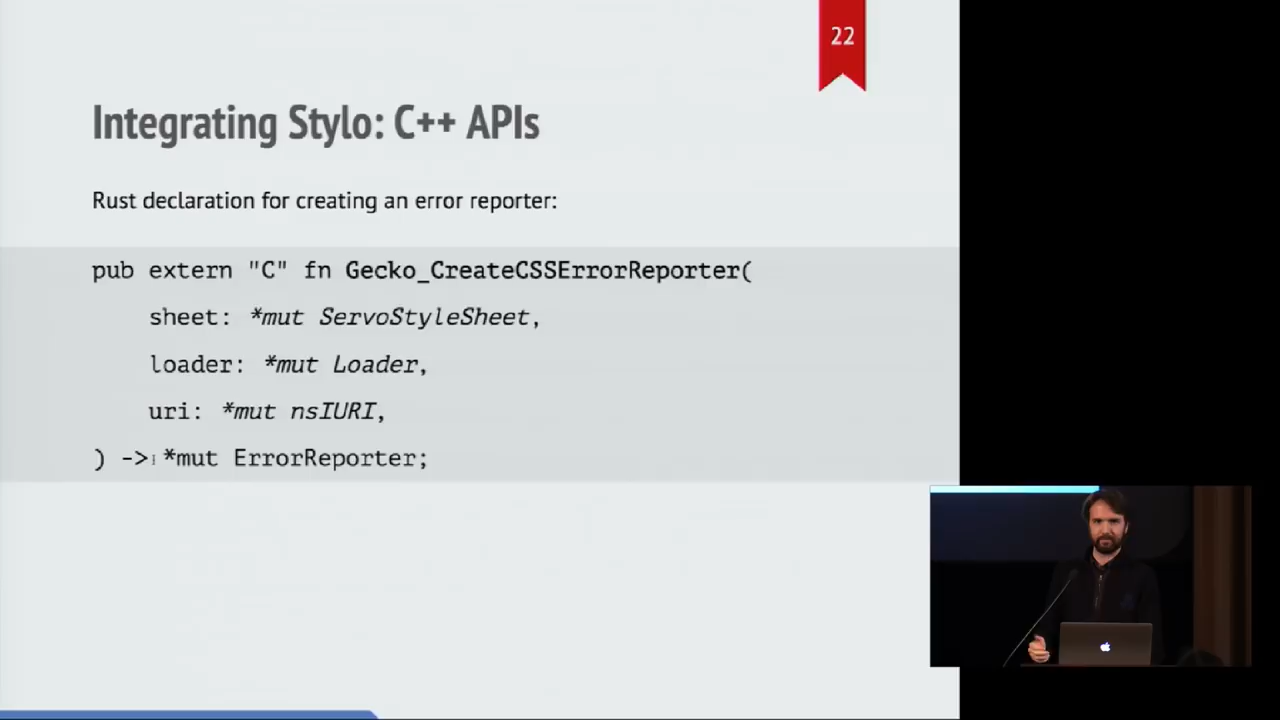 22
Integrating Stylo: C++ APIs
Rust declaration for creating an error reporter:
pub extern "C" fn Gecko_CreateCSSErrorReporter(
sheet: *mut ServoStyleSheet,
loader: *mut Loader,
uri: *mut nsIURI,
) -> *mut ErrorReporter;